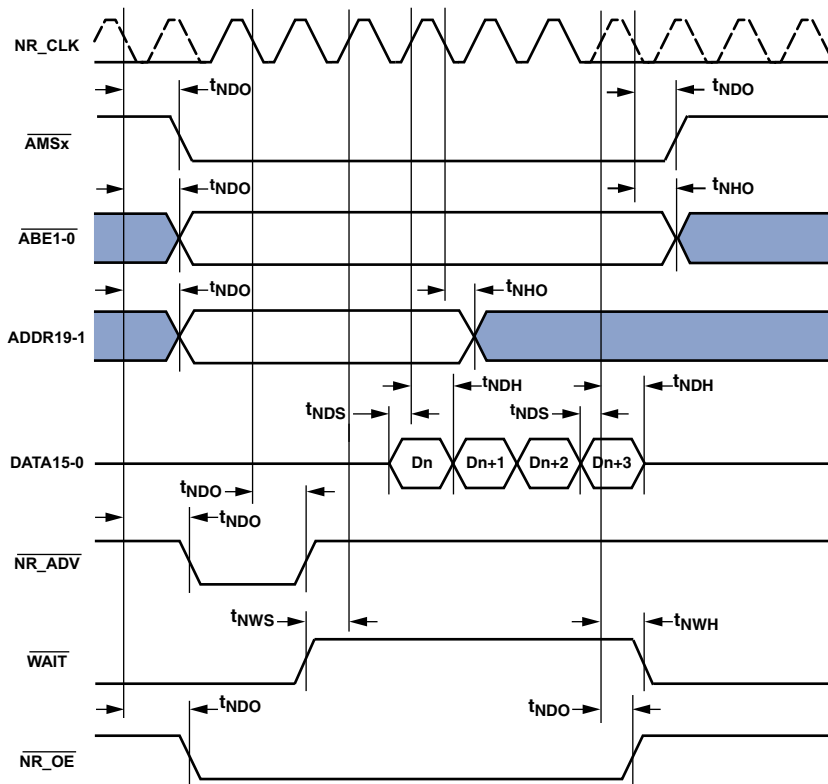 NR_CLK
tNDO
tNDO
AMSx
tNDO
tNHO
ABE1-0
tNDO
tNHO
ADDR19-1
tNDH
tNDH
tNDS
tNDS
DATA15-0
Dn
Dn+1
Dn+2
Dn+3
tNDO
tNDO
NR_ADV
tNWS
tNWH
WAIT
tNDO
tNDO
NR_OE